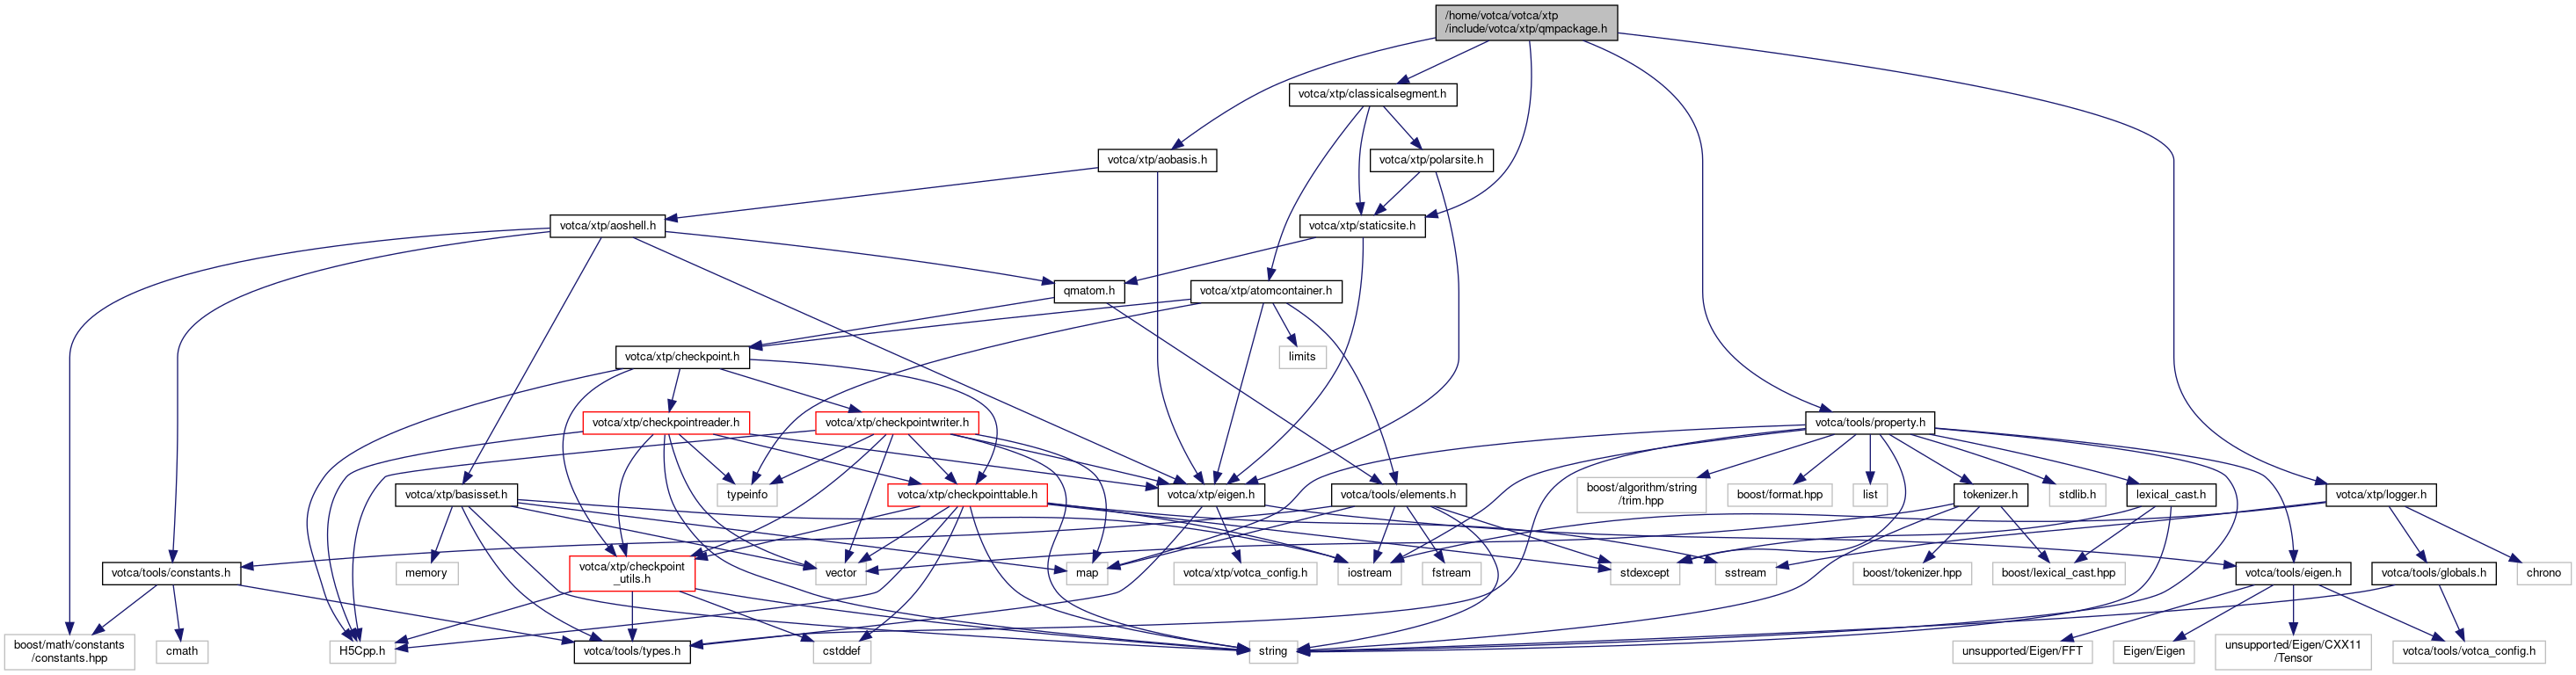 /home/votca/votca/xtp
/include/votca/xtp/qmpackage.h
votca/xtp/classicalsegment.h
votca/xtp/aobasis.h
votca/xtp/polarsite.h
votca/xtp/aoshell.h
votca/xtp/staticsite.h
qmatom.h
votca/xtp/atomcontainer.h
votca/xtp/checkpoint.h
limits
votca/xtp/checkpointreader.h
votca/xtp/checkpointwriter.h
votca/tools/property.h
votca/xtp/basisset.h
typeinfo
votca/xtp/checkpointtable.h
votca/xtp/eigen.h
votca/tools/elements.h
boost/algorithm/string
/trim.hpp
boost/format.hpp
list
tokenizer.h
stdlib.h
lexical_cast.h
votca/xtp/logger.h
votca/tools/constants.h
memory
votca/xtp/checkpoint
_utils.h
vector
map
votca/xtp/votca_config.h
iostream
fstream
stdexcept
sstream
boost/tokenizer.hpp
boost/lexical_cast.hpp
votca/tools/eigen.h
votca/tools/globals.h
chrono
boost/math/constants
/constants.hpp
cmath
H5Cpp.h
votca/tools/types.h
cstddef
string
unsupported/Eigen/FFT
Eigen/Eigen
unsupported/Eigen/CXX11
/Tensor
votca/tools/votca_config.h